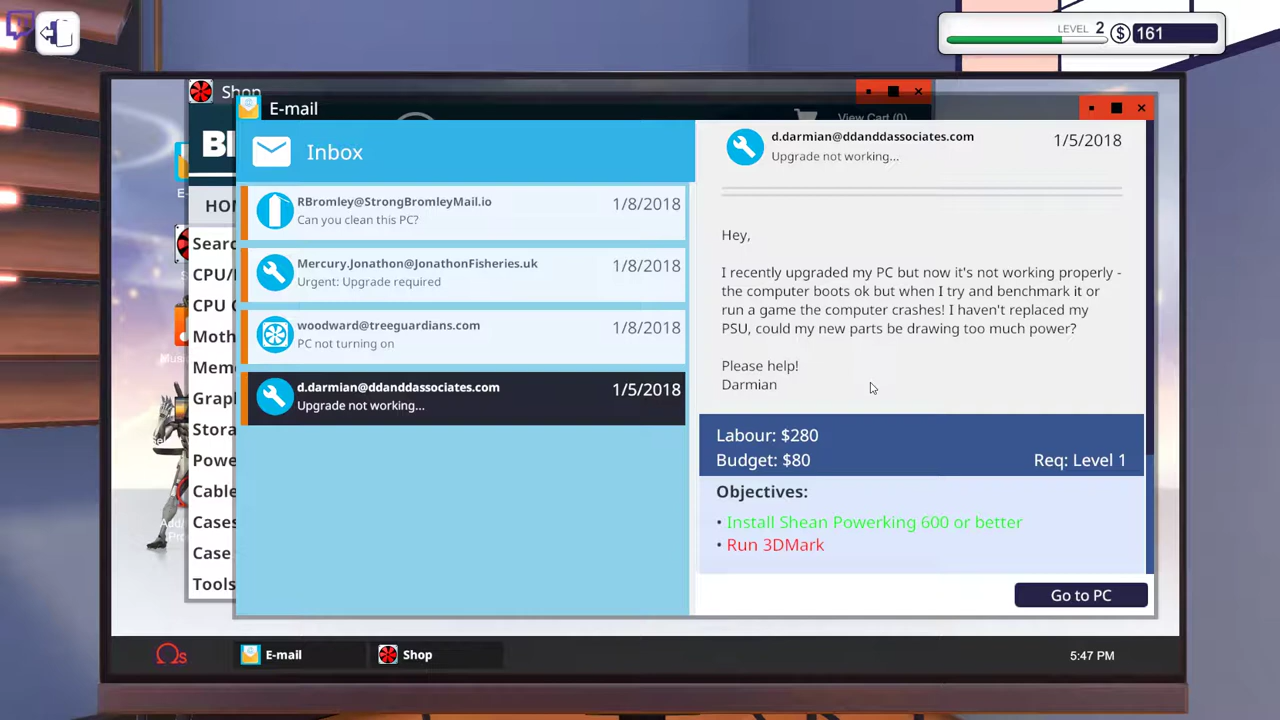 LEVEL 2 $ 161
Shop
E-mail
View Cart (0)
Inbox
RBromley@StrongBromleyMail.io 1/8/2018
Can you clean this PC?
Mercury.Jonathon@JonathonFisheries.uk 1/8/2018
Urgent: Upgrade required
woodward@treeguardians.com 1/8/2018
PC not turning on
d.darmian@ddanddassociates.com 1/5/2018
Upgrade not working...
d.darmian@ddanddassociates.com 1/5/2018
Upgrade not working...
Hey,
I recently upgraded my PC but now it's not working properly -
the computer boots ok but when I try and benchmark it or
run a game the computer crashes! I haven't replaced my
PSU, could my new parts be drawing too much power?
Please help!
Darmian
Labour: $280
Budget: $80 Req: Level 1
Objectives:
• Install Shean Powerking 600 or better
• Run 3DMark
Go to PC
HO
Sear
CPU/
CPU C
Moth
Mem
Grap
Stora
Powe
Cable
Cases
Case
Tools
Ωs E-mail Shop 5:47 PM